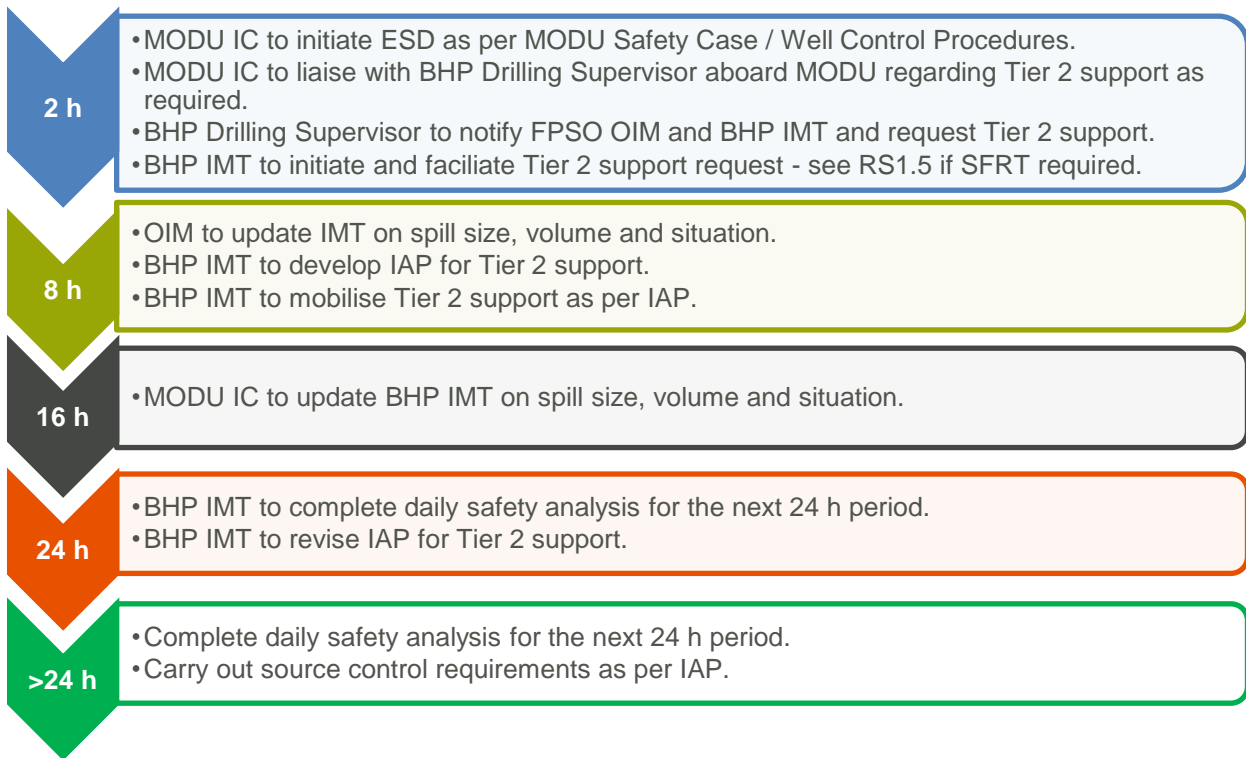 2 h
•MODU IC to initiate ESD as per MODU Safety Case / Well Control Procedures.
•MODU IC to liaise with BHP Drilling Supervisor aboard MODU regarding Tier 2 support as
required.
•BHP Drilling Supervisor to notify FPSO OIM and BHP IMT and request Tier 2 support.
•BHP IMT to initiate and faciliate Tier 2 support request - see RS1.5 if SFRT required.
8 h
•OIM to update IMT on spill size, volume and situation.
•BHP IMT to develop IAP for Tier 2 support.
•BHP IMT to mobilise Tier 2 support as per IAP.
16 h
•MODU IC to update BHP IMT on spill size, volume and situation.
24 h
•BHP IMT to complete daily safety analysis for the next 24 h period.
•BHP IMT to revise IAP for Tier 2 support.
>24 h
•Complete daily safety analysis for the next 24 h period.
•Carry out source control requirements as per IAP.